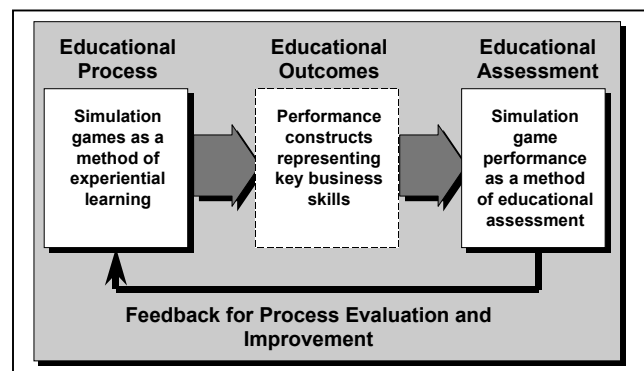 Educational
Process
Educational
Outcomes
Educational
Assessment
Simulation
games as a
method of
experiential
learning
Performance
constructs
representing
key business
skills
Simulation
game
performance
as a method
of educational
assessment
Feedback for Process Evaluation and
Improvement